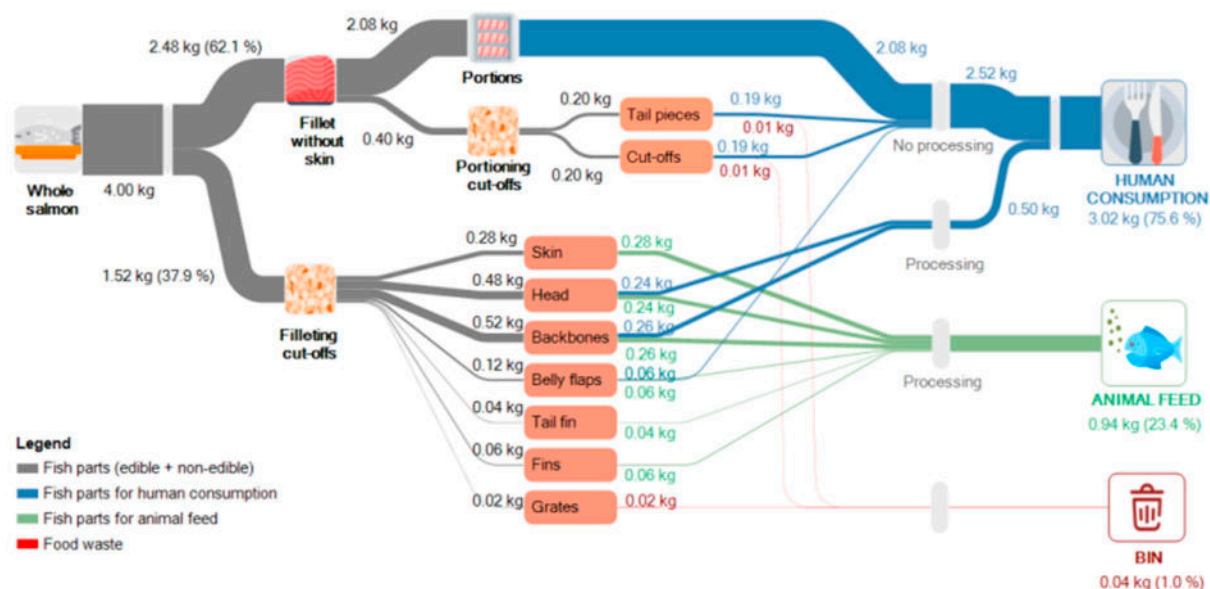 2.48 kg (62.1 %)
2.08 kg
Portions
2.08 kg
2.52 kg
Fillet
without
skin
0.40 kg
Portioning
cut-offs
0.20 kg
0.20 kg
Tail pieces
Cut-offs
0.19 kg
0.01 kg
0.19 kg
0.01 kg
No processing
HUMAN
CONSUMPTION
3.02 kg (75.6 %)
0.50 kg
Processing
Whole
salmon
4.00 kg
1.52 kg (37.9 %)
Filleting
cut-offs
0.28 kg
Skin
0.28 kg
0.48 kg
Head
0.24 kg
0.24 kg
0.52 kg
Backbones
0.26 kg
0.26 kg
0.12 kg
Belly flaps
0.06 kg
0.06 kg
0.04 kg
Tail fin
0.04 kg
0.06 kg
Fins
0.06 kg
0.02 kg
Grates
0.02 kg
Processing
ANIMAL FEED
0.94 kg (23.4 %)
BIN
0.04 kg (1.0 %)
Legend
Fish parts (edible + non-edible)
Fish parts for human consumption
Fish parts for animal feed
Food waste